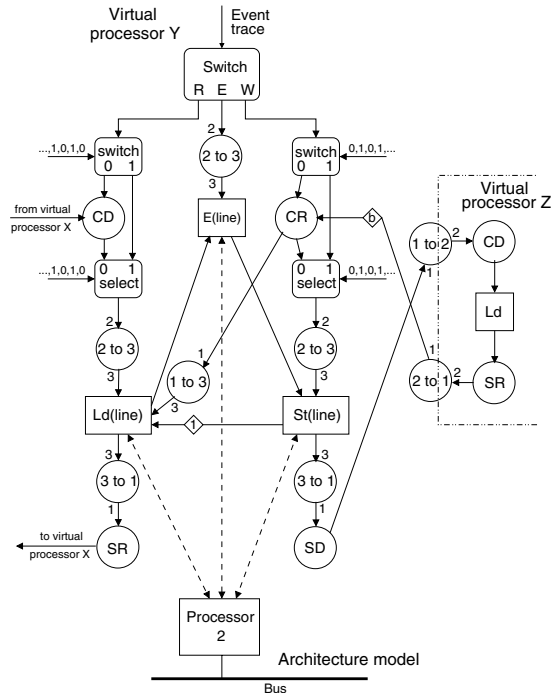 Virtual
processor Y
Event
trace
Switch
R E W
2
...,1,0,1,0
switch
0 1
2 to 3
switch
0 1
0,1,0,1,...
3
from virtual
processor X
CD
E(line)
CR
b
Virtual
processor Z
1 to 2
2
CD
1
...,1,0,1,0
0 1
select
0 1
select
0,1,0,1,...
Ld
2
2 to 3
3
1
1 to 3
3
2
2 to 3
3
1
2 to 1
2
SR
Ld(line)
1
St(line)
3
3 to 1
1
3
3 to 1
1
to virtual
processor X
SR
SD
Processor
2
Architecture model
Bus